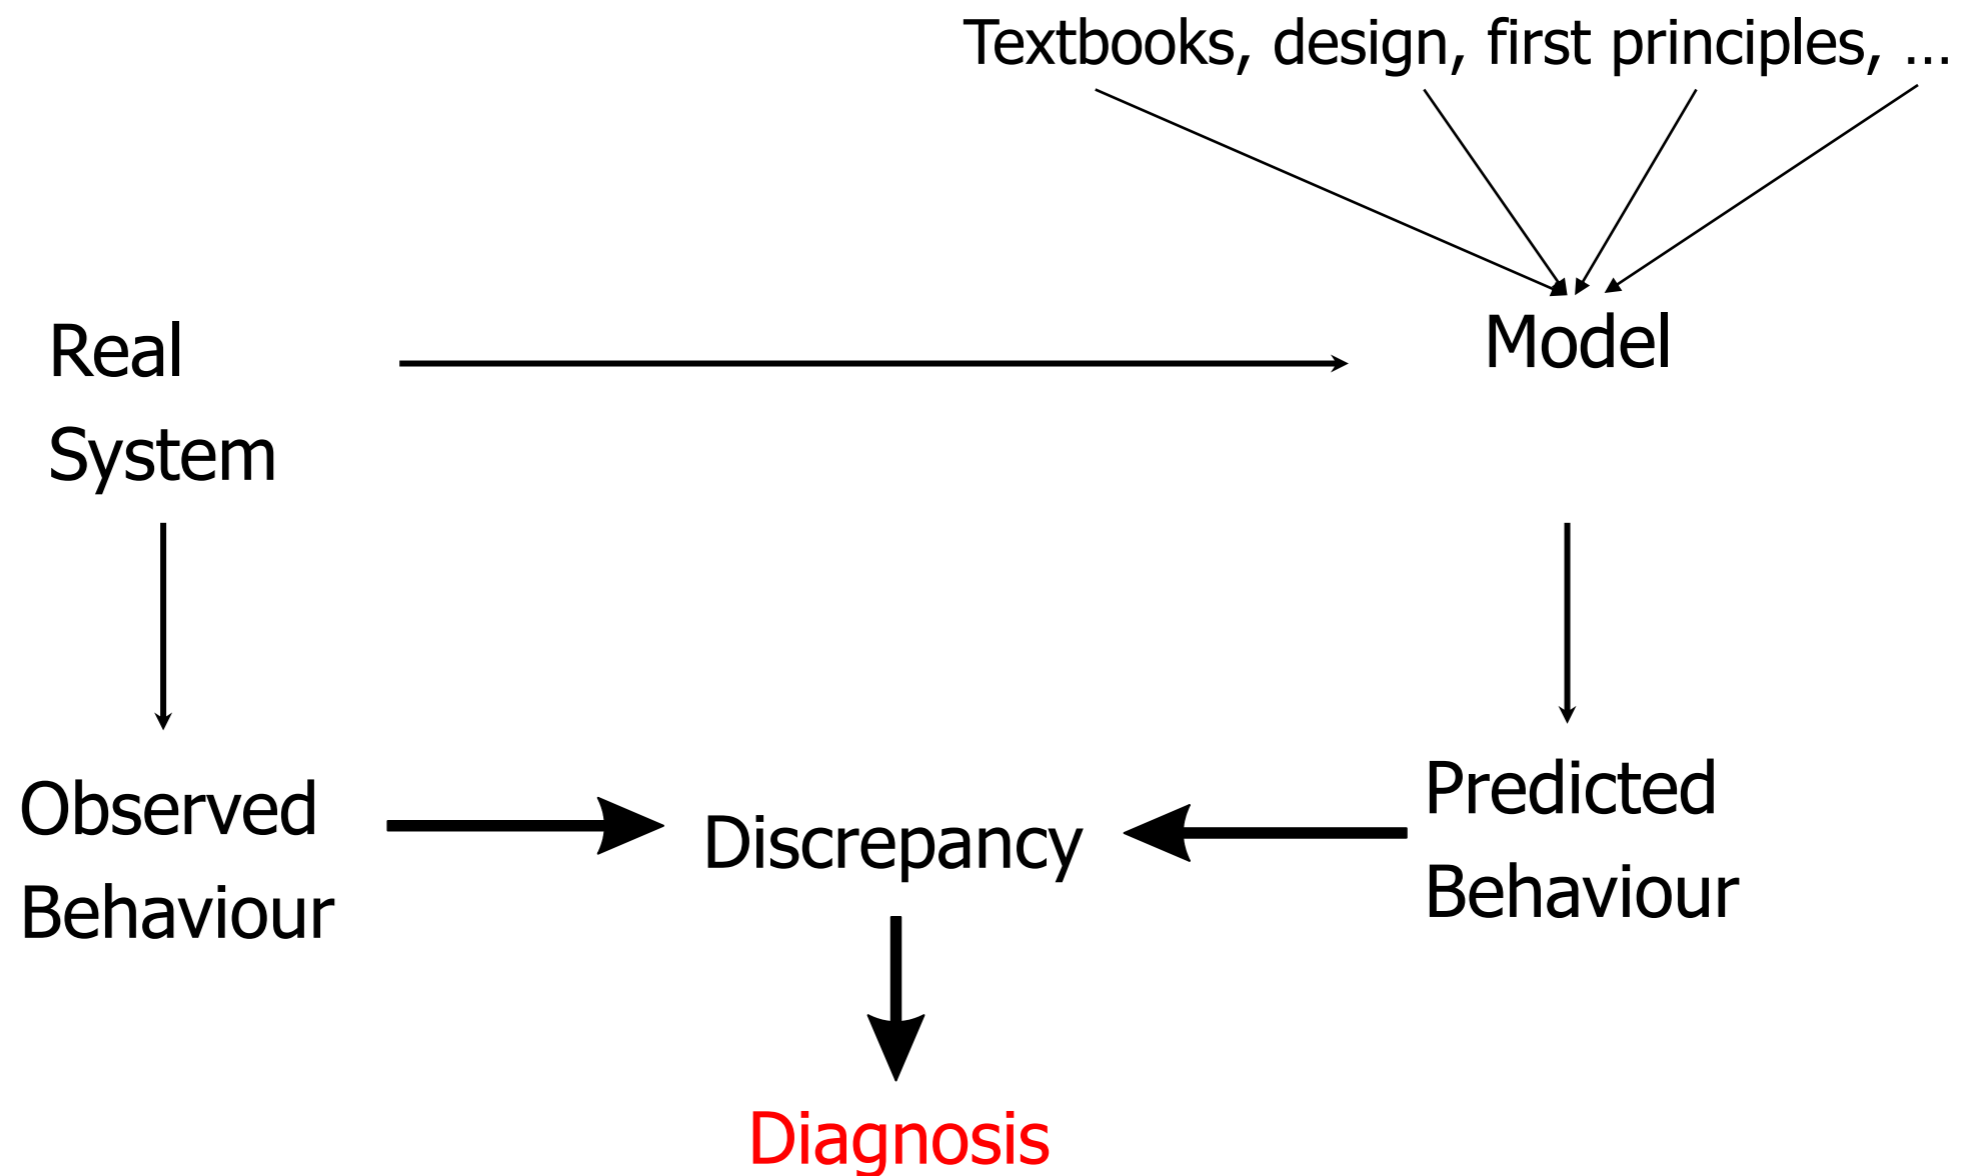 Textbooks, design, first principles, ...
Real
System
Model
Observed
Behaviour
Discrepancy
Predicted
Behaviour
Diagnosis